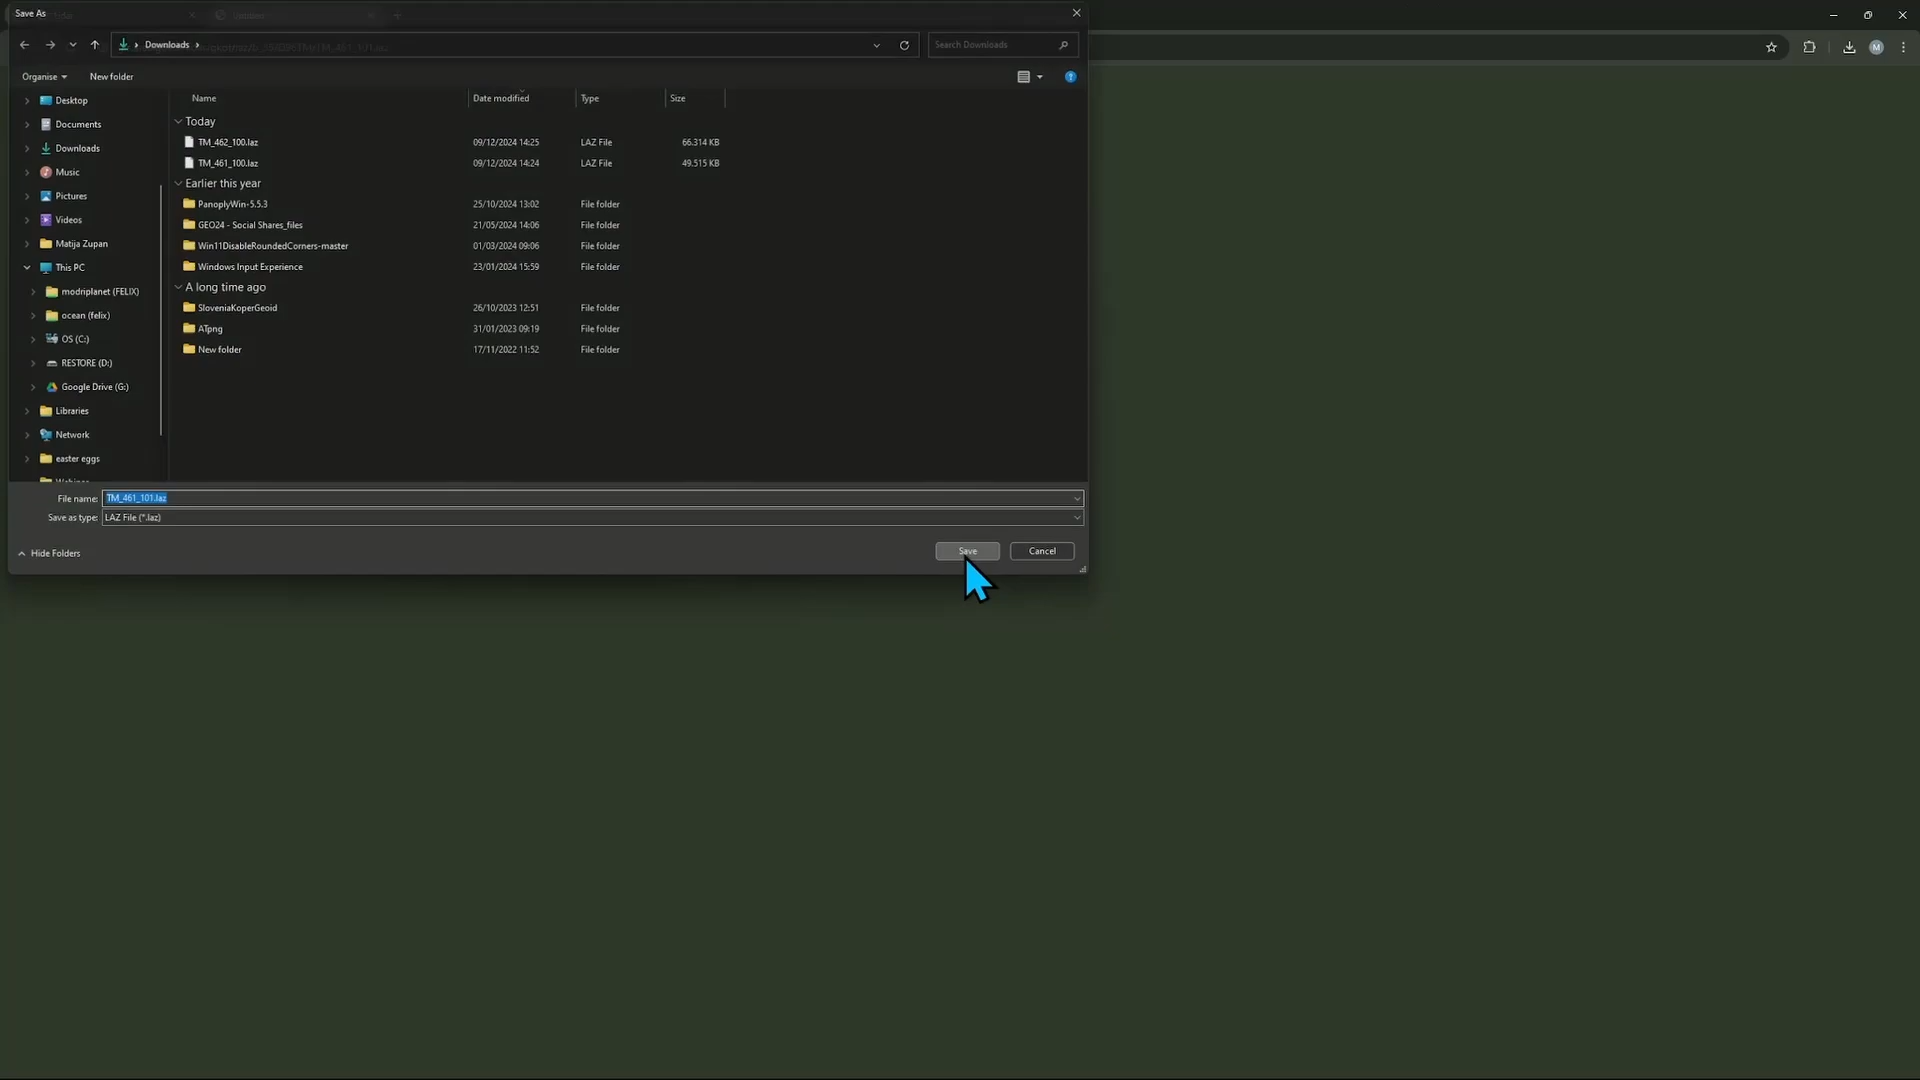 Save As
Downloads
Search Downloads
M
Organise
New folder
Name
Date modified
Type
Size
Desktop
Documents
Downloads
Music
Pictures
Videos
Matija Zupan
This PC
modriplanet (FELIX)
ocean (felix)
OS (C:)
RESTORE (D:)
Google Drive (G:)
Libraries
Network
easter eggs
Today
TM_462_100.laz 09/12/2024 14:25 LAZ File 66.314 KB
TM_461_100.laz 09/12/2024 14:24 LAZ File 49.515 KB
Earlier this year
PanoplyWin-5.5.3 25/10/2024 13:02 File folder
GEO24 - Social Shares_files 21/05/2024 14:06 File folder
Win11DisableRoundedCorners-master 01/03/2024 09:06 File folder
Windows Input Experience 23/01/2024 15:59 File folder
A long time ago
SloveniaKoperGeoid 26/10/2023 12:51 File folder
ATpng 31/01/2023 09:19 File folder
New folder 17/11/2022 11:52 File folder
File name: TM_461_101.laz
Save as type: LAZ File (*.laz)
Hide Folders
Save
Cancel